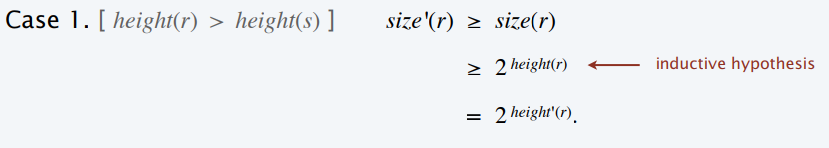 Case 1. [ height(r) > height(s) ] size'(r) ≥ size(r)
≥ 2 height(r) ← inductive hypothesis
= 2 height'(r).